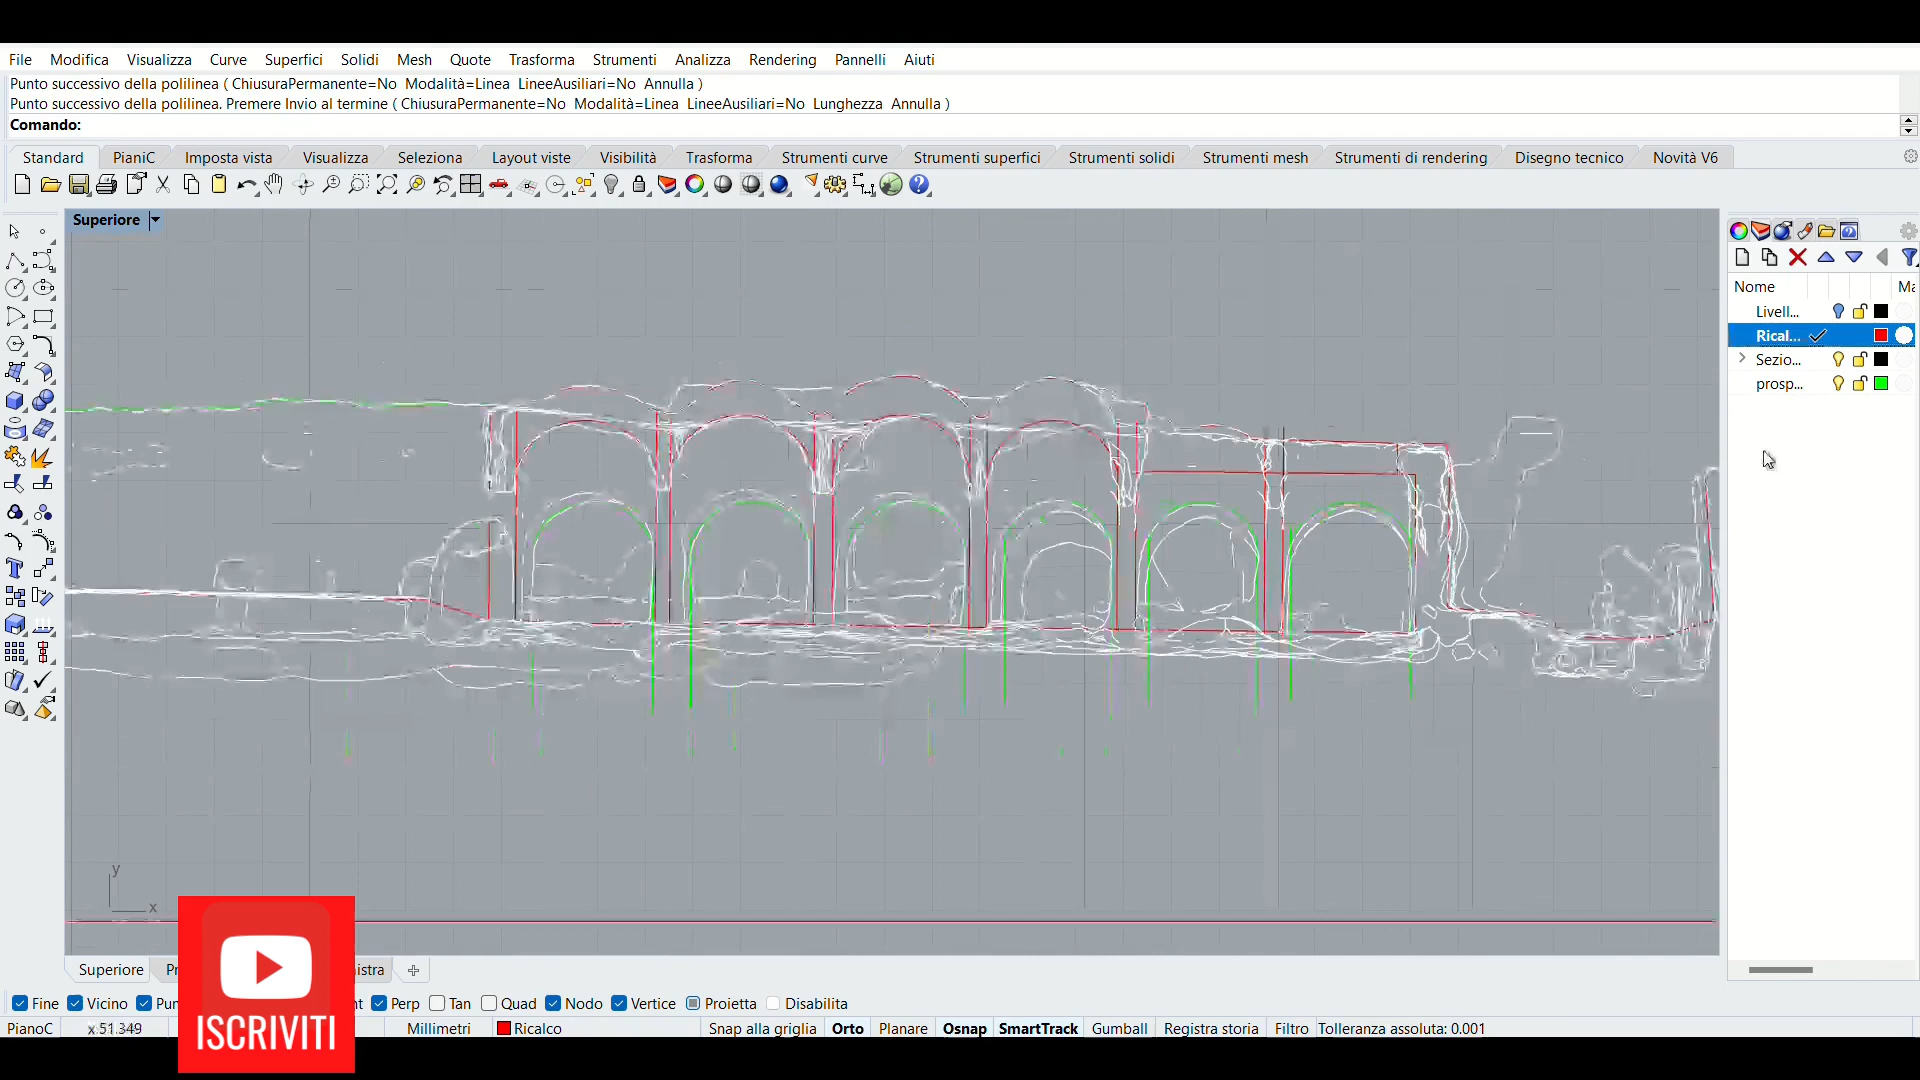 File Modifica Visualizza Curve Superfici Solidi Mesh Quote Trasforma Strumenti Analizza Rendering Pannelli Aiuti
Punto successivo della polilinea ( ChiusuraPermanente=No Modalità=Linea LineeAusiliari=No Annulla )
Punto successivo della polilinea. Premere Invio al termine ( ChiusuraPermanente=No Modalità=Linea LineeAusiliari=No Lunghezza Annulla )
Comando:
Standard PianiC Imposta vista Visualizza Seleziona Layout viste Visibilità Trasforma Strumenti curve Strumenti superfici Strumenti solidi Strumenti mesh Strumenti di rendering Disegno tecnico Novità V6
Superiore
Nome Ma
Livell...
Rical...
Sezio...
prosp...
y
x
Superiore Pr istra
Fine Vicino Pun nt Perp Tan Quad Nodo Vertice Proietta Disabilita
PianoC x 51.349 Millimetri Ricalco Snap alla griglia Orto Planare Osnap SmartTrack Gumball Registra storia Filtro Tolleranza assoluta: 0.001
ISCRIVITI